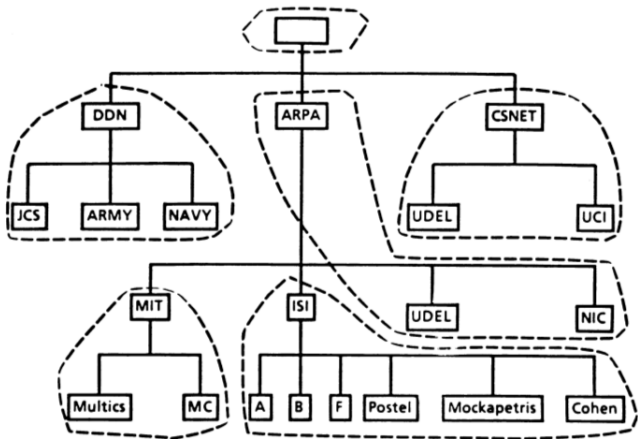 DDN ARPA CSNET
JCS ARMY NAVY UDEL UCI
MIT ISI UDEL NIC
Multics MC A B F Postel Mockapetris Cohen